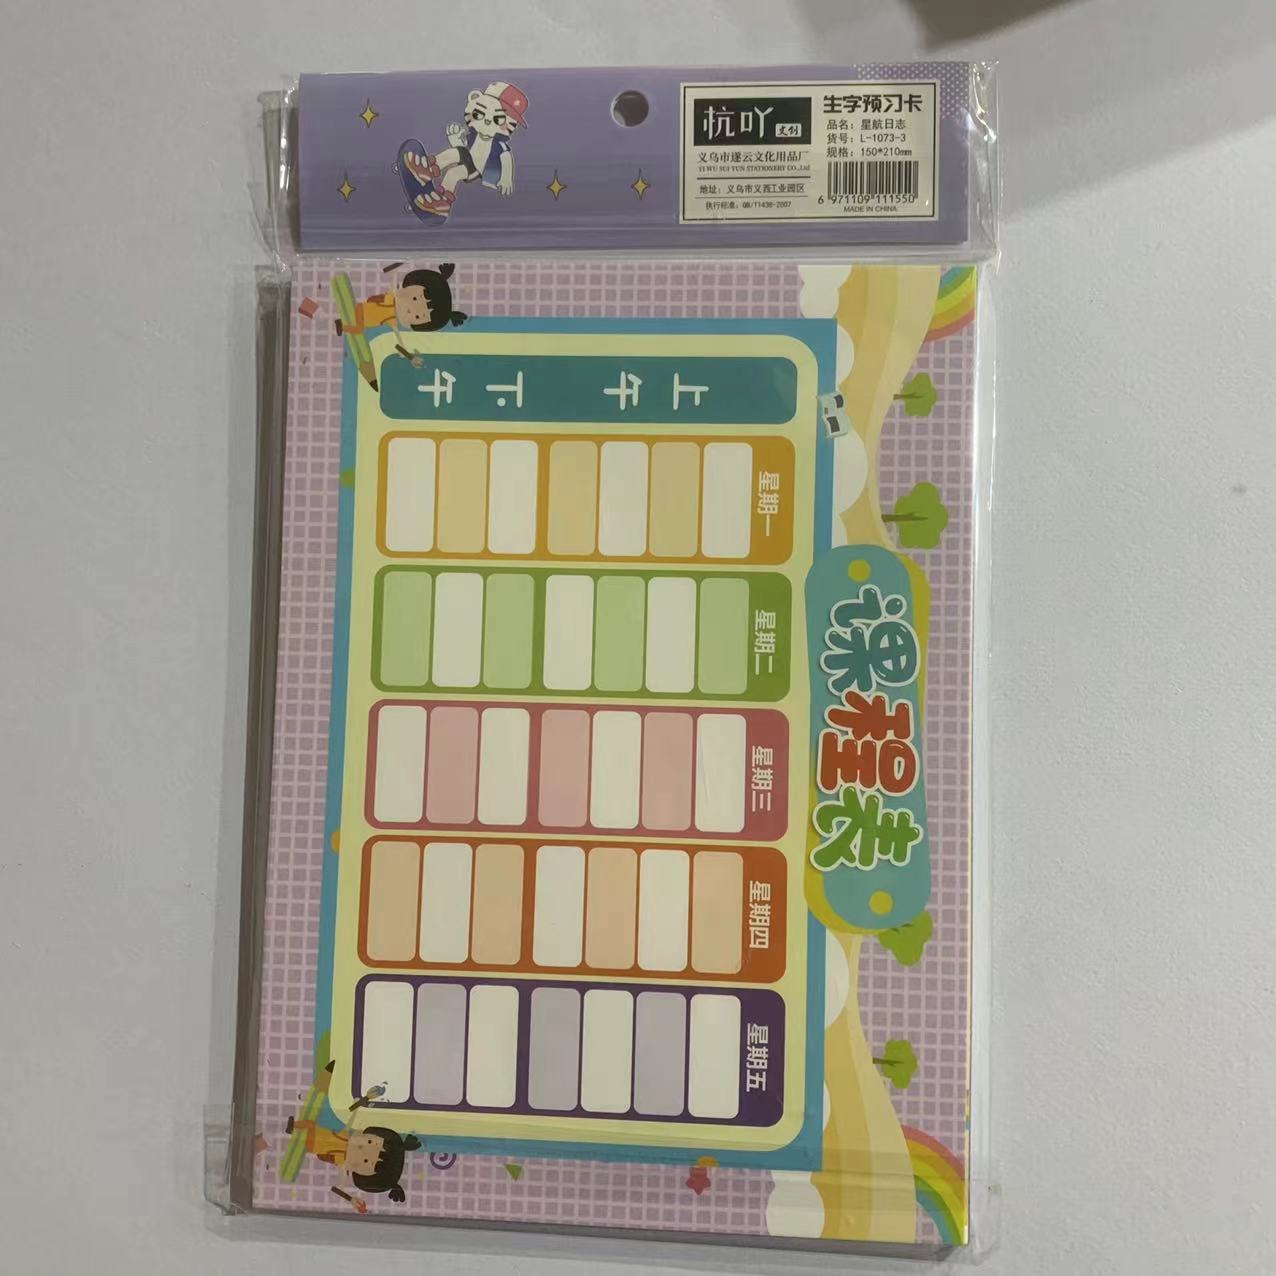 杭吖
文创
义乌市遂云文化用品厂
YI WU SUI YUN STATIONERY CO.,Ltd
地址：义乌市义西工业园区
执行标准：QB/T1438-2007
生字预习卡
品名：星航日志
货号：L-1073-3
规格：150*210mm
6 971109 111550
MADE IN CHINA
课程表
上午 下午
星期一
星期二
星期三
星期四
星期五